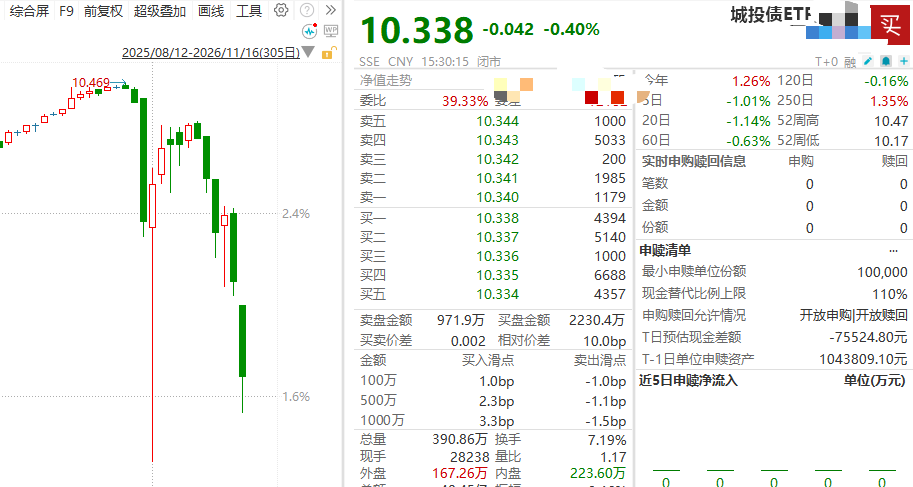 综合屏 F9 前复权 超级叠加 画线 工具
WP
2025/08/12-2026/11/16(305日)
10.469
2.4%
1.6%
10.338 -0.042 -0.40%
城投债ETF
买
SSE CNY 15:30:15 闭市
T+0 融
净值走势
委比 39.33%
卖五 10.344 1000
卖四 10.343 5033
卖三 10.342 200
卖二 10.341 1985
卖一 10.340 1179
买一 10.338 4394
买二 10.337 5140
买三 10.336 1000
买四 10.335 6688
买五 10.334 4357
卖盘金额 971.9万 买盘金额 2230.4万
买卖价差 0.002 相对价差 10.0bp
金额 买入滑点 卖出滑点
100万 1.0bp -1.0bp
500万 2.3bp -1.1bp
1000万 3.3bp -1.5bp
总量 390.86万 换手 7.19%
现手 28238 量比 1.17
外盘 167.26万 内盘 223.60万
今年 1.26% 120日 -0.16%
5日 -1.01% 250日 1.35%
20日 -1.14% 52周高 10.47
60日 -0.63% 52周低 10.17
实时申购赎回信息 申购 赎回
笔数 0 0
金额 0 0
份额 0 0
申赎清单 ...
最小申赎单位份额 100,000
现金替代比例上限 110%
申购赎回允许情况 开放申购|开放赎回
T日预估现金差额 -75524.80元
T-1日单位申赎资产 1043809.10元
近5日申赎净流入 单位(万元)
0 0 0 0 0